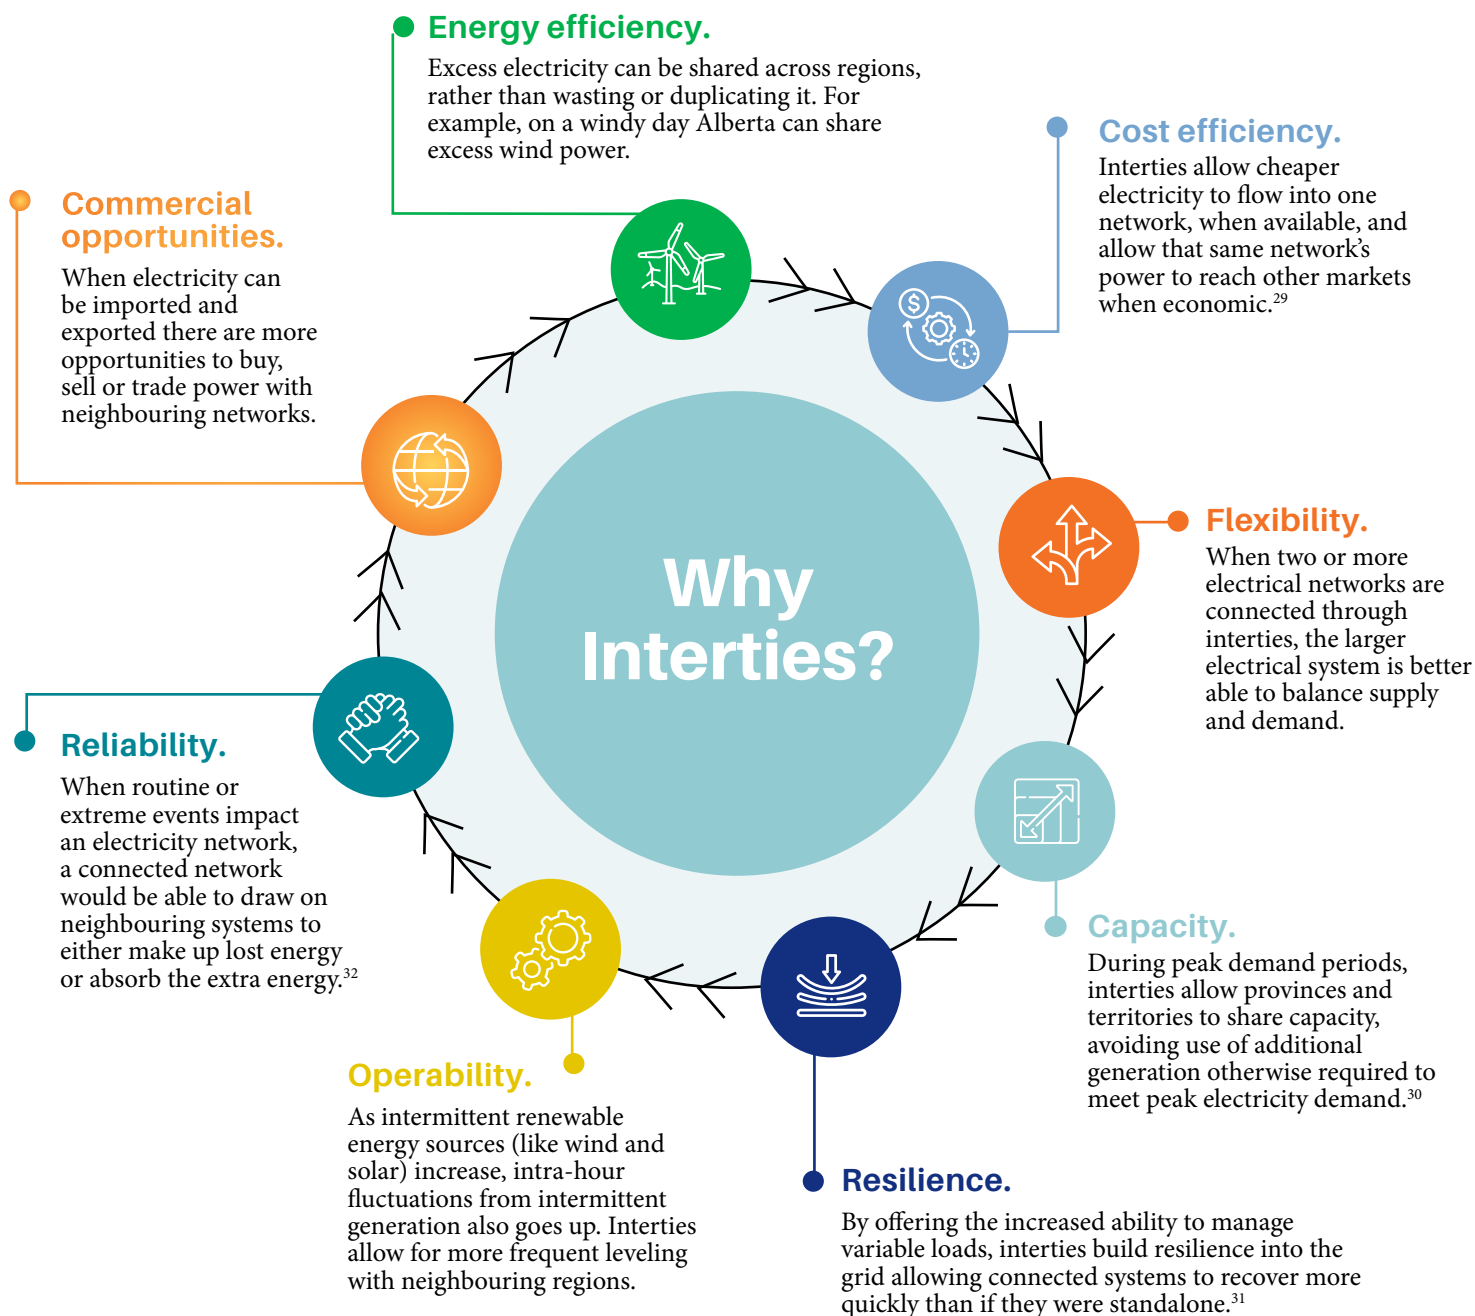 Energy efficiency.
Excess electricity can be shared across regions,
rather than wasting or duplicating it. For
example, on a windy day Alberta can share
excess wind power.
Cost efficiency.
Interties allow cheaper
electricity to flow into one
network, when available, and
allow that same network's
power to reach other markets
when economic.29
Flexibility.
When two or more
electrical networks are
connected through
interties, the larger
electrical system is better
able to balance supply
and demand.
Capacity.
During peak demand periods,
interties allow provinces and
territories to share capacity,
avoiding use of additional
generation otherwise required to
meet peak electricity demand.30
Resilience.
By offering the increased ability to manage
variable loads, interties build resilience into the
grid allowing connected systems to recover more
quickly than if they were standalone.31
Operability.
As intermittent renewable
energy sources (like wind and
solar) increase, intra-hour
fluctuations from intermittent
generation also goes up. Interties
allow for more frequent leveling
with neighbouring regions.
Reliability.
When routine or
extreme events impact
an electricity network,
a connected network
would be able to draw on
neighbouring systems to
either make up lost energy
or absorb the extra energy.32
Commercial
opportunities.
When electricity can
be imported and
exported there are more
opportunities to buy,
sell or trade power with
neighbouring networks.
Why
Interties?
$